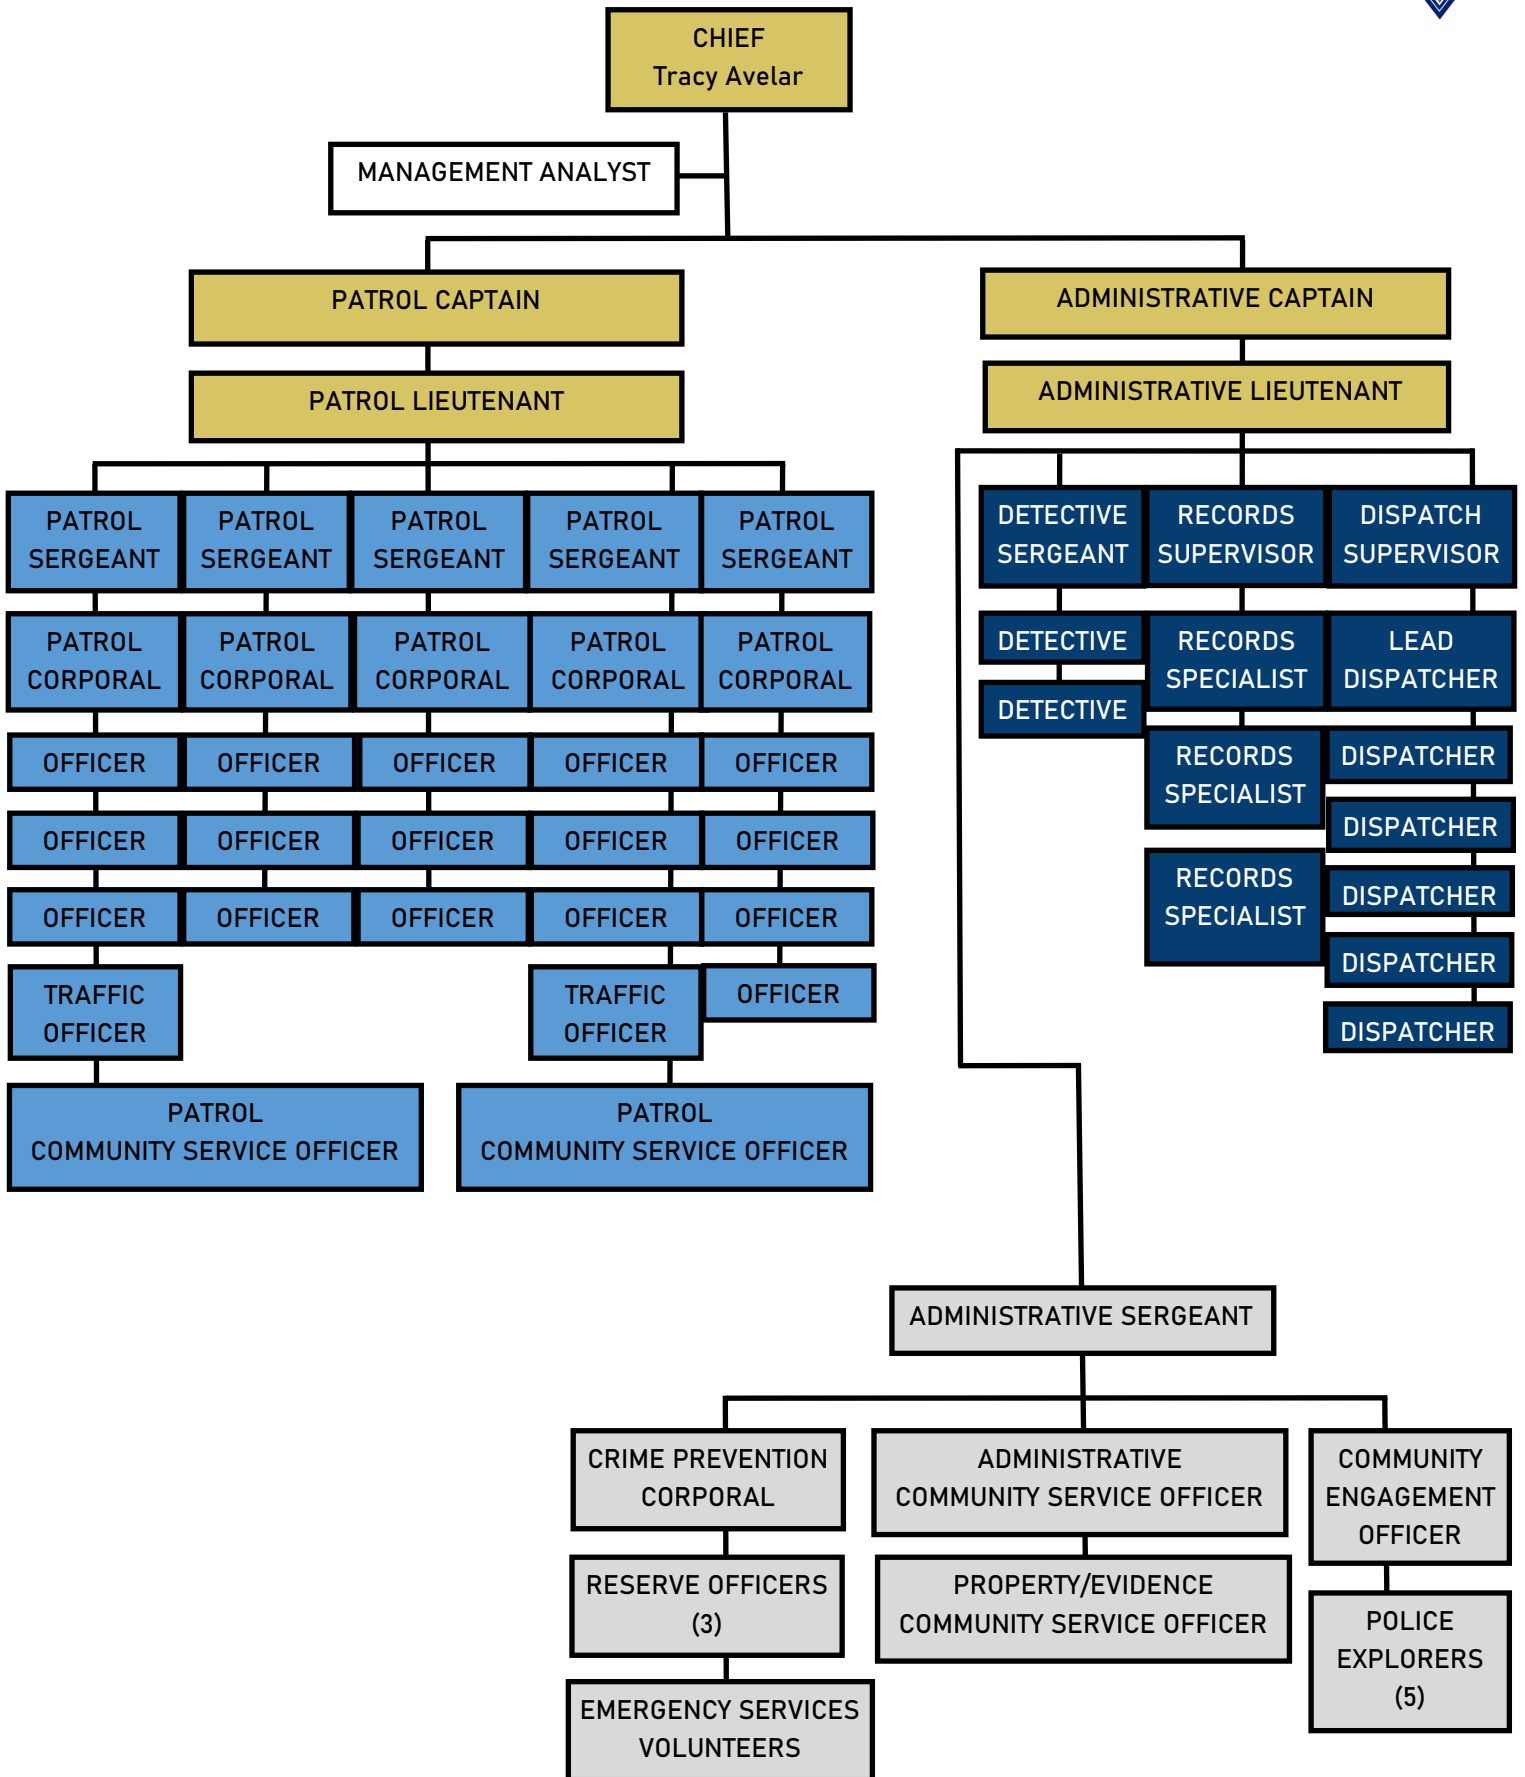 CHIEF
Tracy Avelar
MANAGEMENT ANALYST
PATROL CAPTAIN
ADMINISTRATIVE CAPTAIN
PATROL LIEUTENANT
ADMINISTRATIVE LIEUTENANT
PATROL
SERGEANT
PATROL
SERGEANT
PATROL
SERGEANT
PATROL
SERGEANT
PATROL
SERGEANT
DETECTIVE
SERGEANT
RECORDS
SUPERVISOR
DISPATCH
SUPERVISOR
PATROL
CORPORAL
PATROL
CORPORAL
PATROL
CORPORAL
PATROL
CORPORAL
PATROL
CORPORAL
DETECTIVE
RECORDS
SPECIALIST
LEAD
DISPATCHER
DETECTIVE
OFFICER
OFFICER
OFFICER
OFFICER
OFFICER
RECORDS
SPECIALIST
DISPATCHER
OFFICER
OFFICER
OFFICER
OFFICER
OFFICER
DISPATCHER
OFFICER
OFFICER
OFFICER
OFFICER
OFFICER
RECORDS
SPECIALIST
DISPATCHER
DISPATCHER
TRAFFIC
OFFICER
TRAFFIC
OFFICER
OFFICER
DISPATCHER
PATROL
COMMUNITY SERVICE OFFICER
PATROL
COMMUNITY SERVICE OFFICER
ADMINISTRATIVE SERGEANT
CRIME PREVENTION
CORPORAL
ADMINISTRATIVE
COMMUNITY SERVICE OFFICER
COMMUNITY
ENGAGEMENT
OFFICER
RESERVE OFFICERS
(3)
PROPERTY/EVIDENCE
COMMUNITY SERVICE OFFICER
POLICE
EXPLORERS
(5)
EMERGENCY SERVICES
VOLUNTEERS